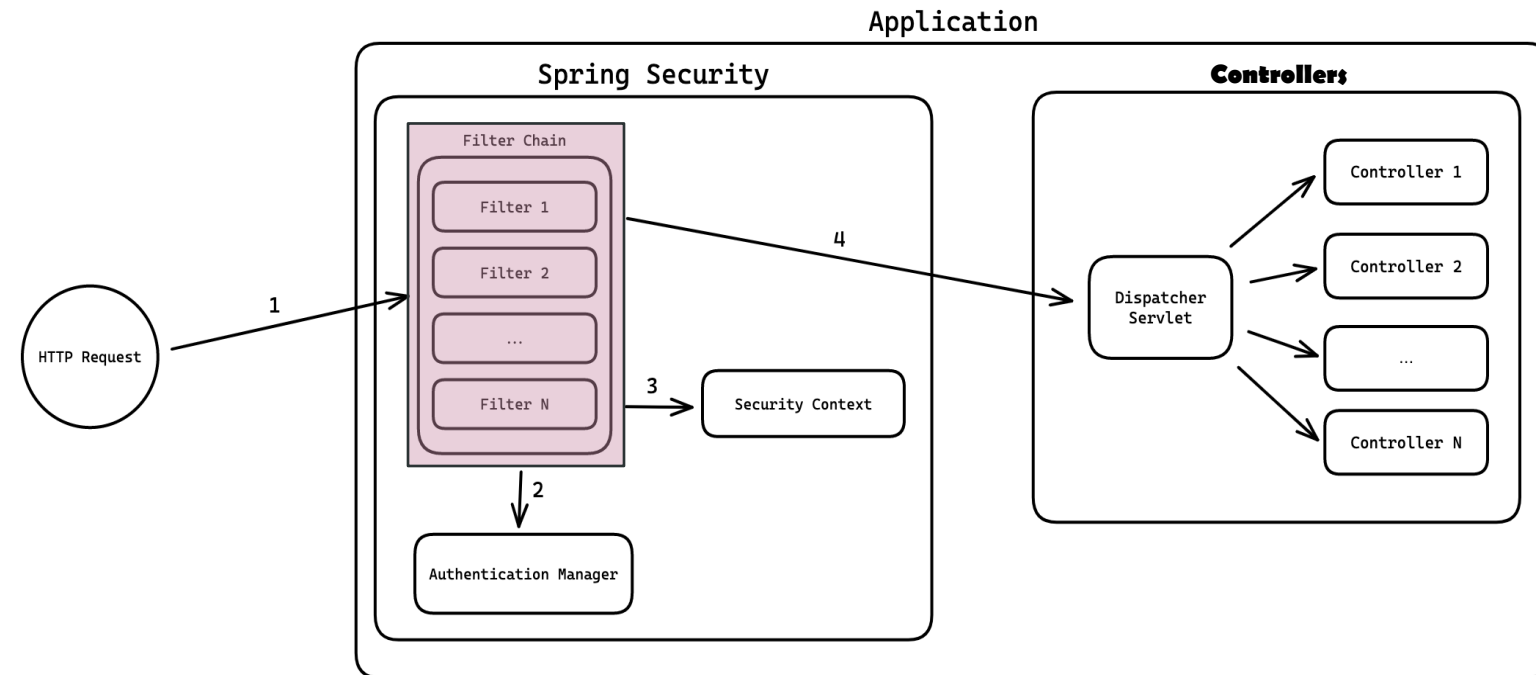 Application
Spring Security
Controllers
Filter Chain
Filter 1
Filter 2
...
Filter N
HTTP Request
1
2
3
4
Security Context
Authentication Manager
Dispatcher
Servlet
Controller 1
Controller 2
...
Controller N